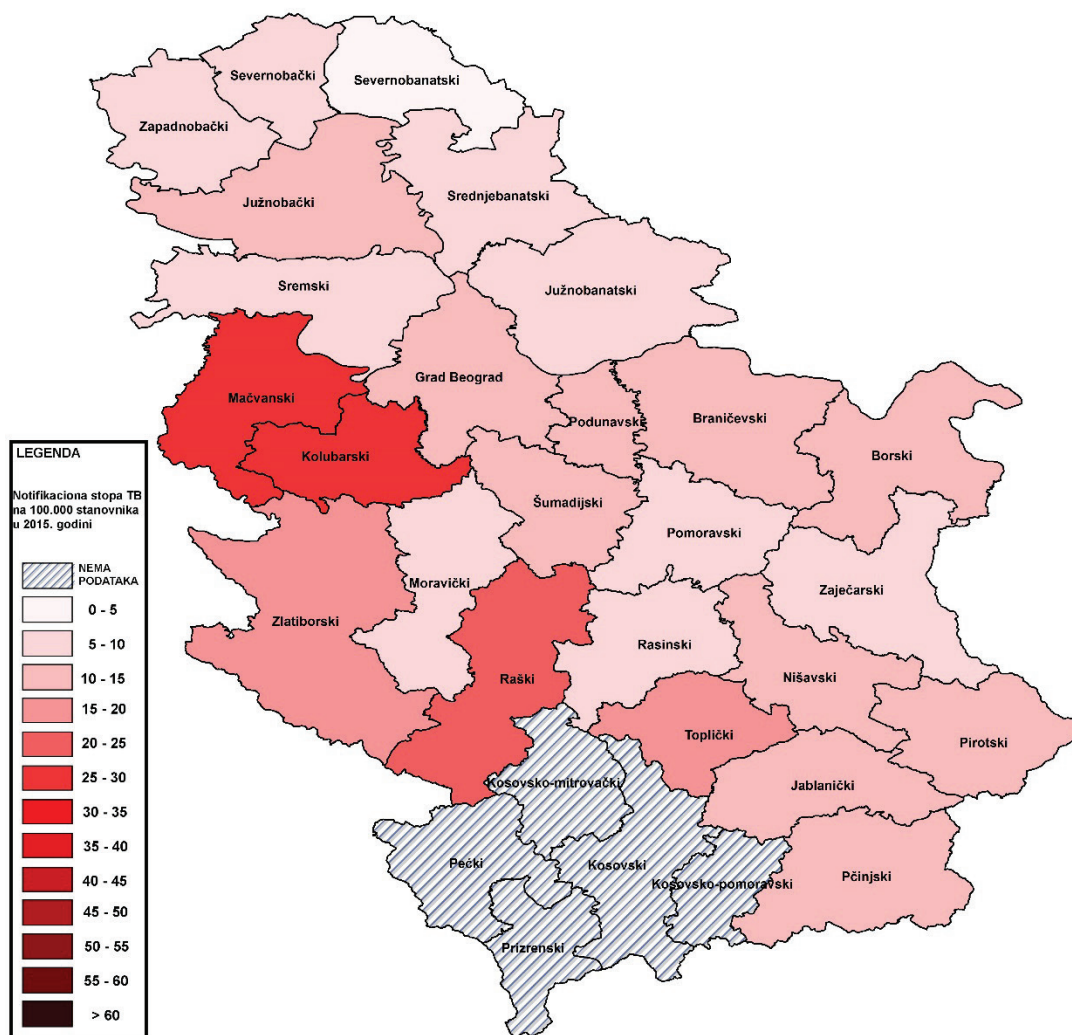 Severnobački
Severnobanatski
Zapadnobački
Srednjebanatski
Južnobački
Sremski
Južnobanatski
Grad Beograd
Mačvanski
Podunavski
Braničevski
Kolubarski
Borski
Šumadijski
Pomoravski
Moravički
Zaječarski
Zlatiborski
Rasinski
Raški
Nišavski
Toplički
Pirotski
Kosovsko-mitrovački
Jablanički
Pećki
Kosovski
Kosovsko-pomoravski
Pčinjski
Prizrenski
LEGENDA
Notifikaciona stopa TB
na 100.000 stanovnika
u 2015. godini
NEMA
PODATAKA
0 - 5
5 - 10
10 - 15
15 - 20
20 - 25
25 - 30
30 - 35
35 - 40
40 - 45
45 - 50
50 - 55
55 - 60
> 60